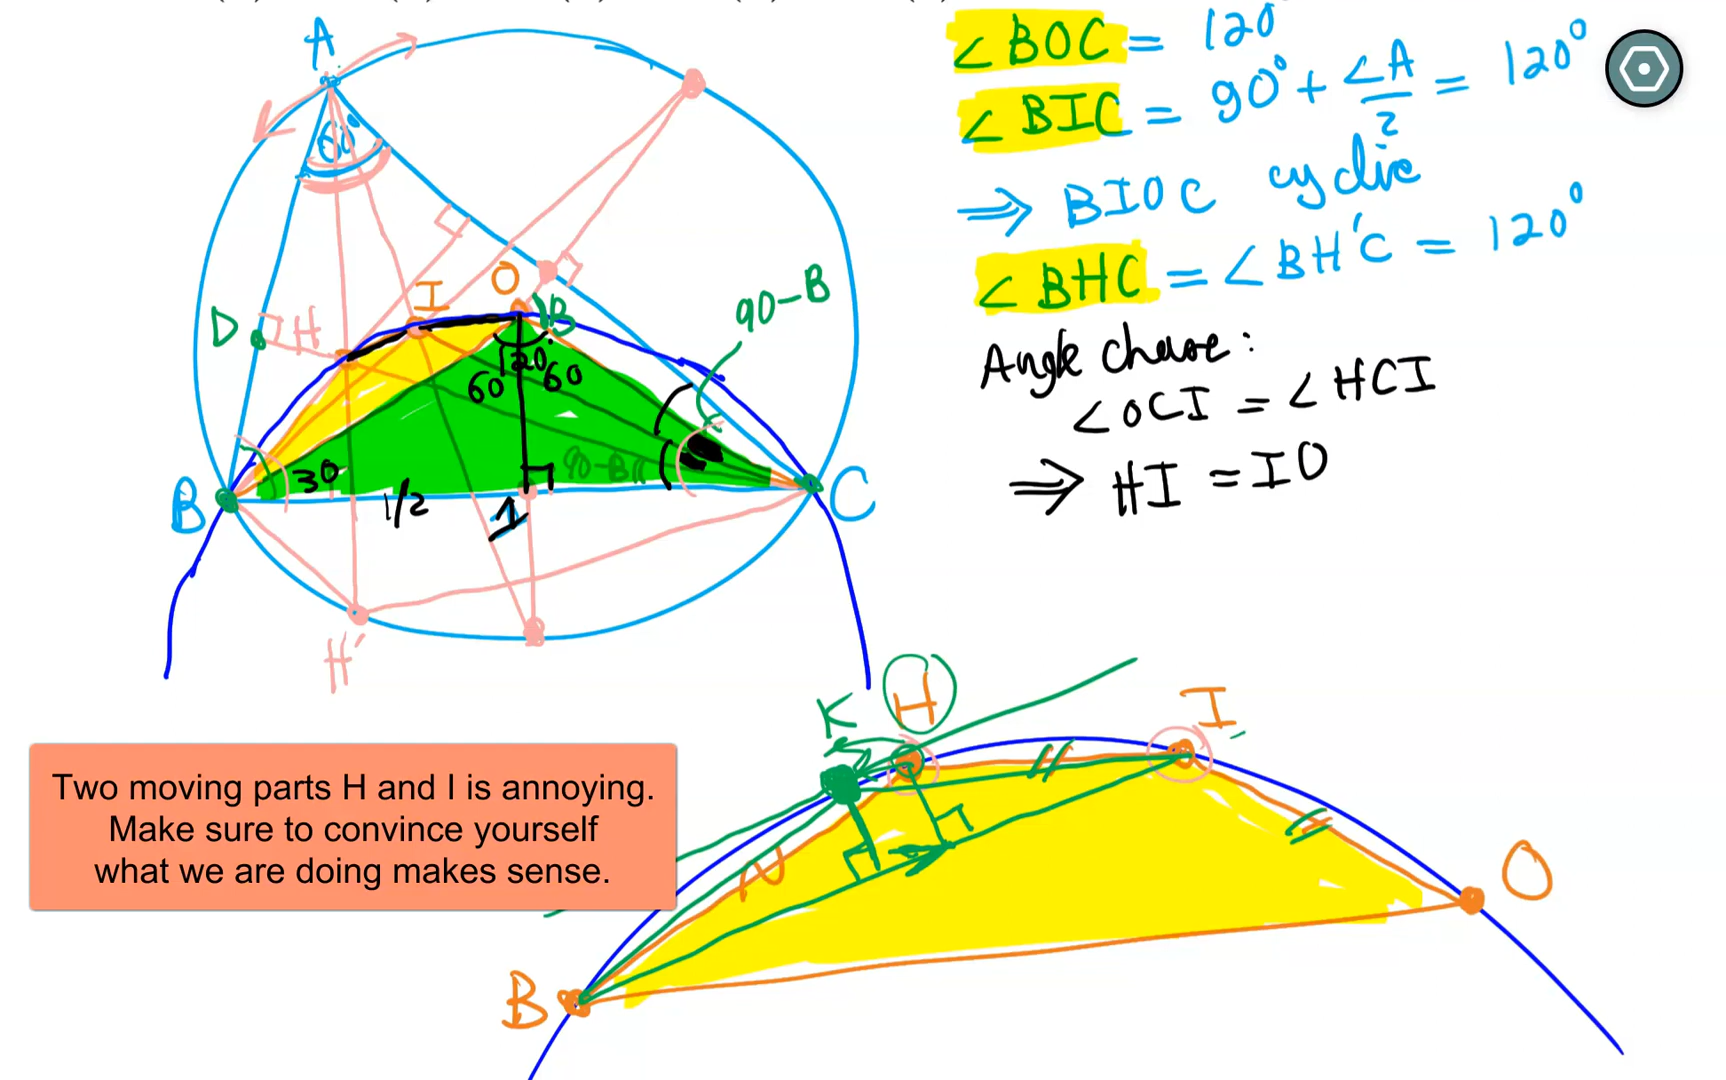 ∠BOC = 120
∠BIC = 90° + ∠A/2 = 120°
⇒ BIOC cyclic
∠BHC = ∠BH'C = 120°
Angle chase:
∠OCI = ∠HCI
⇒ HI = IO
A
60°
D
H
I
O
B
90-B
120
60
60
30
90-B
B
1/2
1
C
H'
Two moving parts H and I is annoying.
Make sure to convince yourself
what we are doing makes sense.
K
H
I
O
B